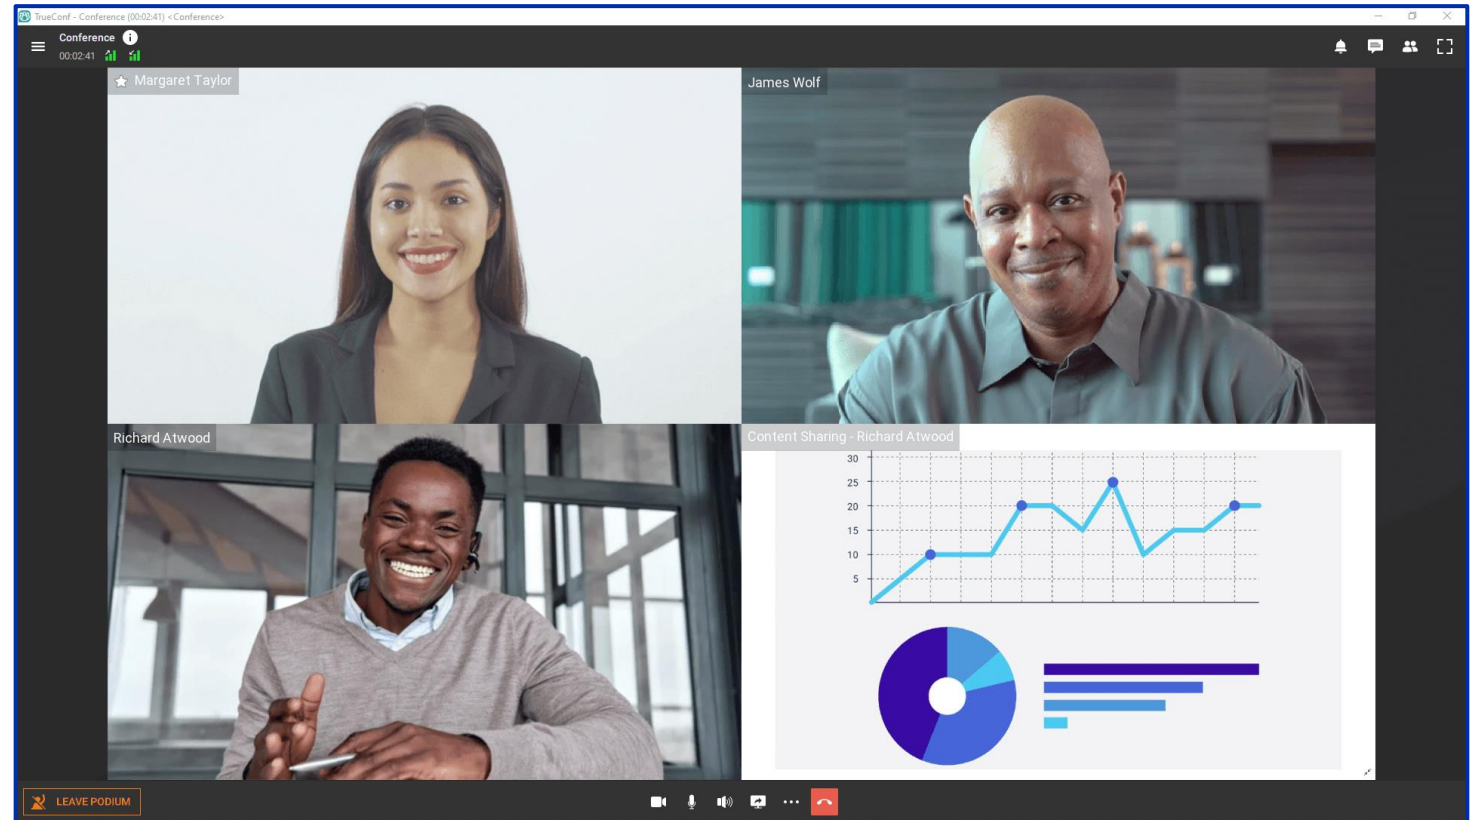 TrueConf - Conference (00:02:41) <Conference>
Conference
00:02:41
Margaret Taylor
James Wolf
Richard Atwood
Content Sharing - Richard Atwood
30
25
20
15
10
5
LEAVE PODIUM